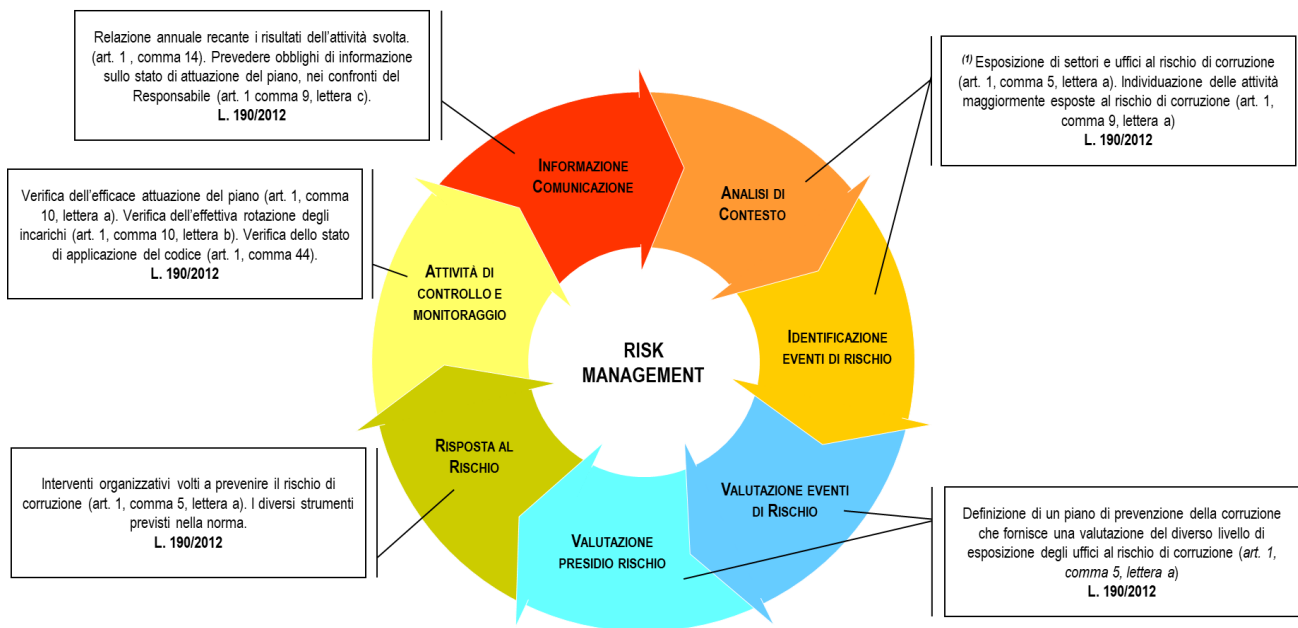 Relazione annuale recante i risultati dell'attività svolta.
(art. 1 , comma 14). Prevedere obblighi di informazione
sullo stato di attuazione del piano, nei confronti del
Responsabile (art. 1 comma 9, lettera c).
L. 190/2012
(1) Esposizione di settori e uffici al rischio di corruzione
(art. 1, comma 5, lettera a). Individuazione delle attività
maggiormente esposte al rischio di corruzione (art. 1,
comma 9, lettera a)
L. 190/2012
INFORMAZIONE
COMUNICAZIONE
ANALISI DI
CONTESTO
Verifica dell'efficace attuazione del piano (art. 1, comma
10, lettera a). Verifica dell'effettiva rotazione degli
incarichi (art. 1, comma 10, lettera b). Verifica dello stato
di applicazione del codice (art. 1, comma 44).
L. 190/2012
ATTIVITÀ DI
CONTROLLO E
MONITORAGGIO
RISK
MANAGEMENT
IDENTIFICAZIONE
EVENTI DI RISCHIO
Interventi organizzativi volti a prevenire il rischio di
corruzione (art. 1, comma 5, lettera a). I diversi strumenti
previsti nella norma.
L. 190/2012
RISPOSTA AL
RISCHIO
VALUTAZIONE
PRESIDIO RISCHIO
VALUTAZIONE EVENTI
DI RISCHIO
Definizione di un piano di prevenzione della corruzione
che fornisce una valutazione del diverso livello di
esposizione degli uffici al rischio di corruzione (art. 1,
comma 5, lettera a)
L. 190/2012